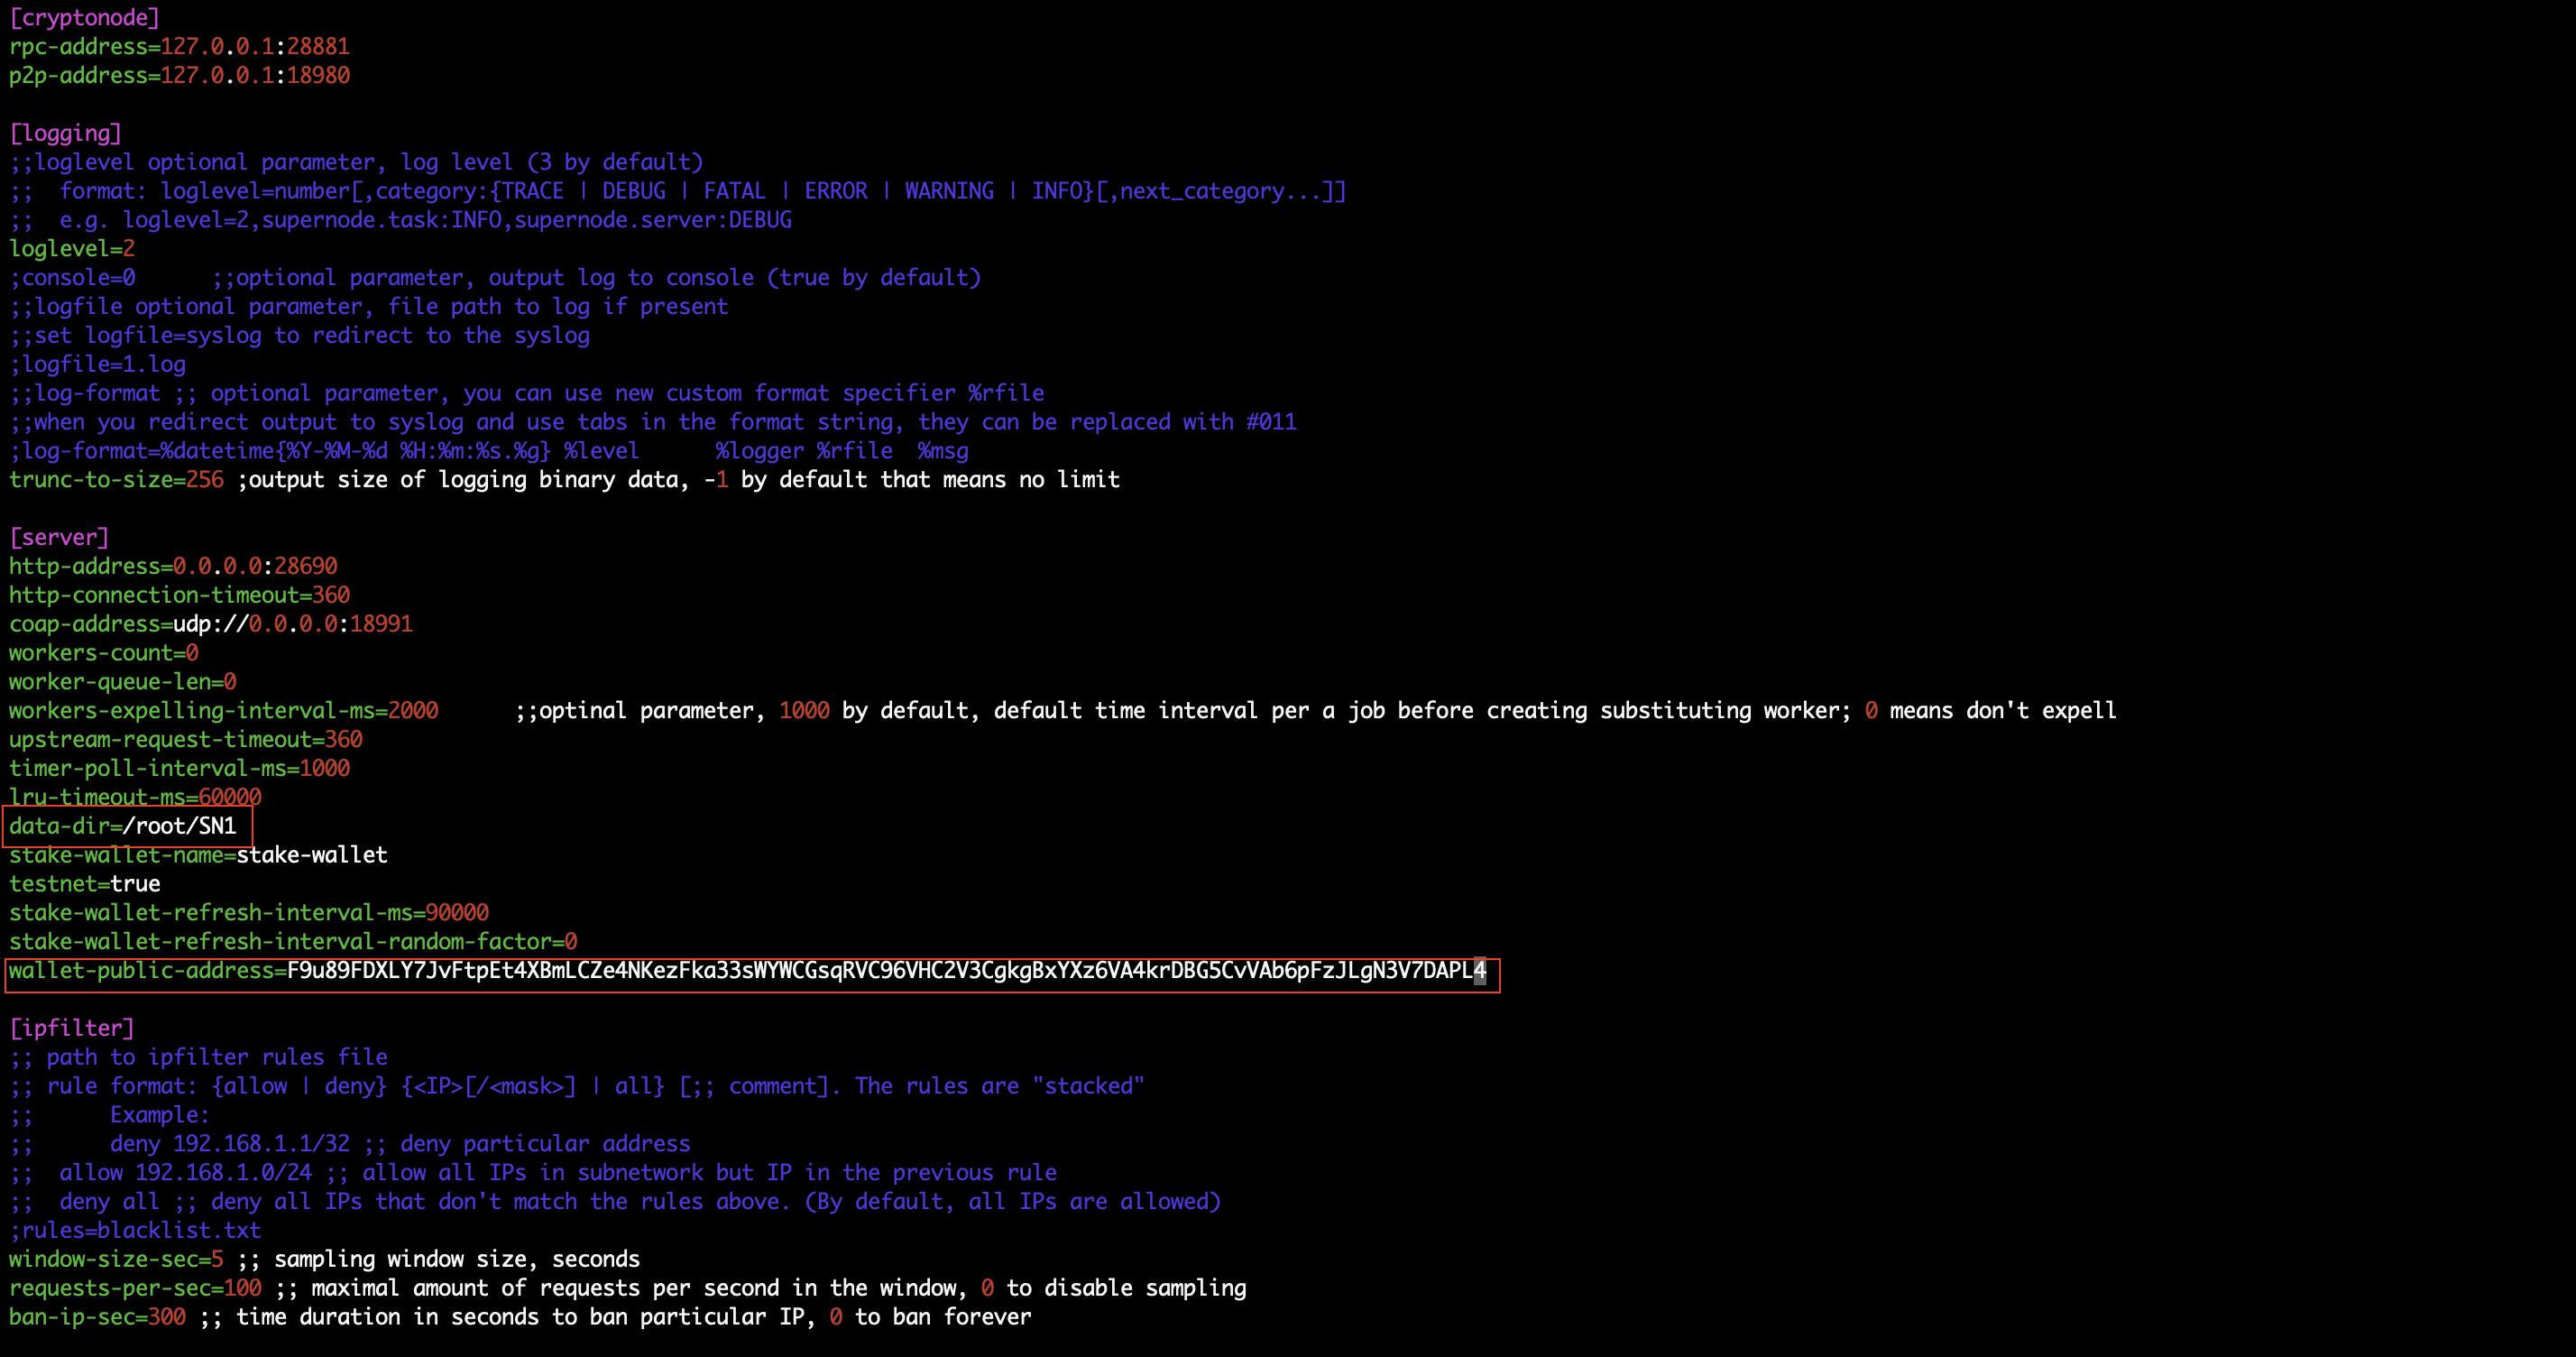 [cryptonode]
rpc-address=127.0.0.1:28881
p2p-address=127.0.0.1:18980
[logging]
;;loglevel optional parameter, log level (3 by default)
;;  format: loglevel=number[,category:{TRACE | DEBUG | FATAL | ERROR | WARNING | INFO}[,next_category...]]
;;  e.g. loglevel=2,supernode.task:INFO,supernode.server:DEBUG
loglevel=2
;console=0      ;;optional parameter, output log to console (true by default)
;;logfile optional parameter, file path to log if present
;;set logfile=syslog to redirect to the syslog
;logfile=1.log
;;log-format ;; optional parameter, you can use new custom format specifier %rfile
;;when you redirect output to syslog and use tabs in the format string, they can be replaced with #011
;log-format=%datetime{%Y-%M-%d %H:%m:%s.%g} %level      %logger %rfile  %msg
trunc-to-size=256 ;output size of logging binary data, -1 by default that means no limit
[server]
http-address=0.0.0.0:28690
http-connection-timeout=360
coap-address=udp://0.0.0.0:18991
workers-count=0
worker-queue-len=0
workers-expelling-interval-ms=2000      ;;optinal parameter, 1000 by default, default time interval per a job before creating substituting worker; 0 means don't expell
upstream-request-timeout=360
timer-poll-interval-ms=1000
lru-timeout-ms=60000
data-dir=/root/SN1
stake-wallet-name=stake-wallet
testnet=true
stake-wallet-refresh-interval-ms=90000
stake-wallet-refresh-interval-random-factor=0
wallet-public-address=F9u89FDXLY7JvFtpEt4XBmLCZe4NKezFka33sWYWCGsqRVC96VHC2V3CgkgBxYXz6VA4krDBG5CvVAb6pFzJLgN3V7DAPL4
[ipfilter]
;; path to ipfilter rules file
;; rule format: {allow | deny} {<IP>[/<mask>] | all} [;; comment]. The rules are "stacked"
;;      Example:
;;      deny 192.168.1.1/32 ;; deny particular address
;;  allow 192.168.1.0/24 ;; allow all IPs in subnetwork but IP in the previous rule
;;  deny all ;; deny all IPs that don't match the rules above. (By default, all IPs are allowed)
;rules=blacklist.txt
window-size-sec=5 ;; sampling window size, seconds
requests-per-sec=100 ;; maximal amount of requests per second in the window, 0 to disable sampling
ban-ip-sec=300 ;; time duration in seconds to ban particular IP, 0 to ban forever